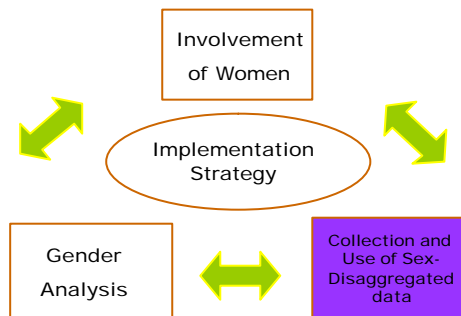 Involvement
of Women
Implementation
Strategy
Gender
Analysis
Collection and
Use of Sex-
Disaggregated
data